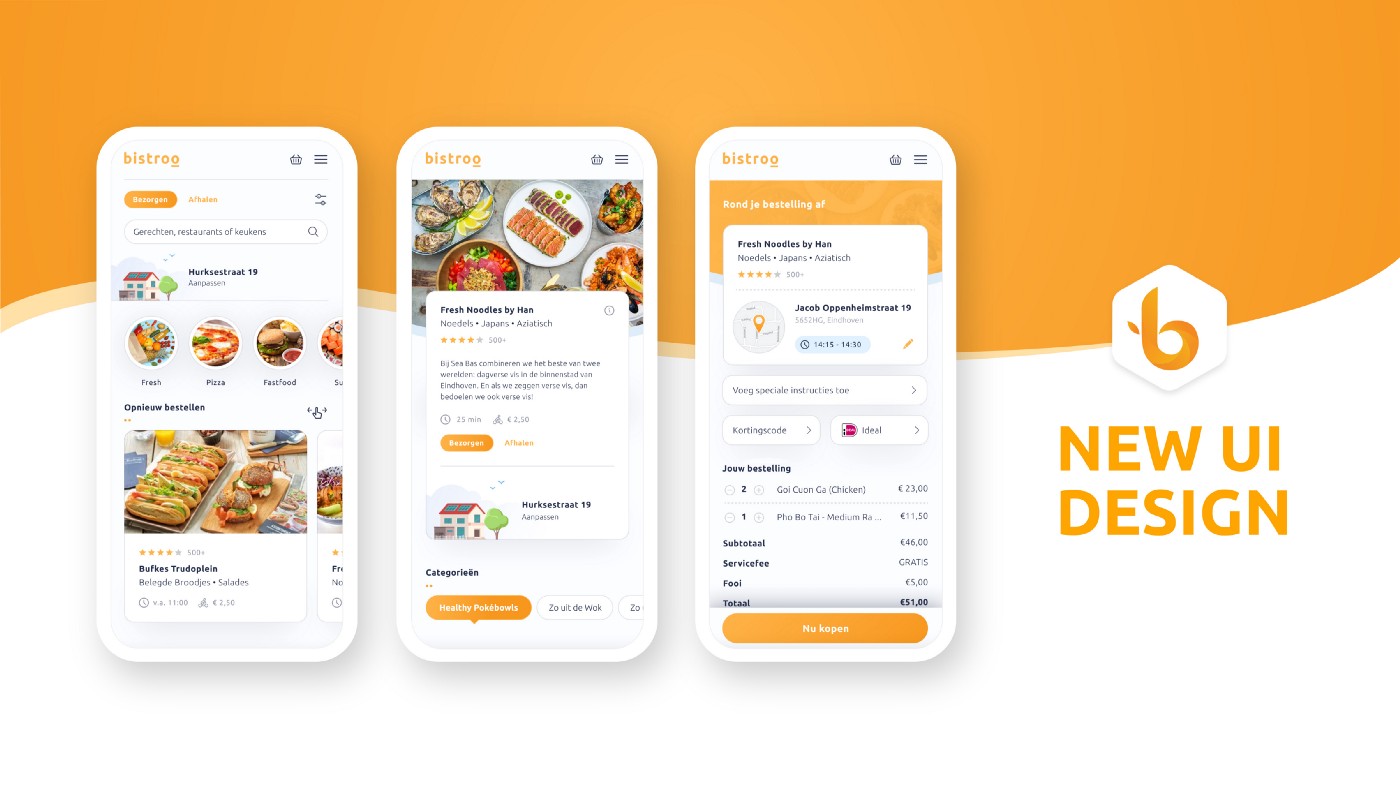 bistroo
Bezorgen Afhalen
Gerechten, restaurants of keukens
Hurksestraat 19
Aanpassen
Fresh Pizza Fastfood Su
Opnieuw bestellen
500+
Bufkes Trudoplein
Belegde Broodjes • Salades
v.a. 11:00 € 2,50
Fr
No
bistroo
Fresh Noodles by Han
Noedels • Japans • Aziatisch
500+
Bij Sea Bas combineren we het beste van twee
werelden: dagverse vis in de binnenstad van
Eindhoven. En als we zeggen verse vis, dan
bedoelen we ook verse vis!
25 min € 2,50
Bezorgen Afhalen
Hurksestraat 19
Aanpassen
Categorieën
Healthy Pokébowls Zo uit de Wok Zo
bistroo
Rond je bestelling af
Fresh Noodles by Han
Noedels • Japans • Aziatisch
500+
Jacob Oppenheimstraat 19
5652HG, Eindhoven
14:15 - 14:30
Voeg speciale instructies toe
Kortingscode Ideal
Jouw bestelling
2 Goi Cuon Ga (Chicken) € 23,00
1 Pho Bo Tai - Medium Ra ... €11,50
Subtotaal €46,00
Servicefee GRATIS
Fooi €5,00
Totaal €51,00
Nu kopen
b
NEW UI
DESIGN